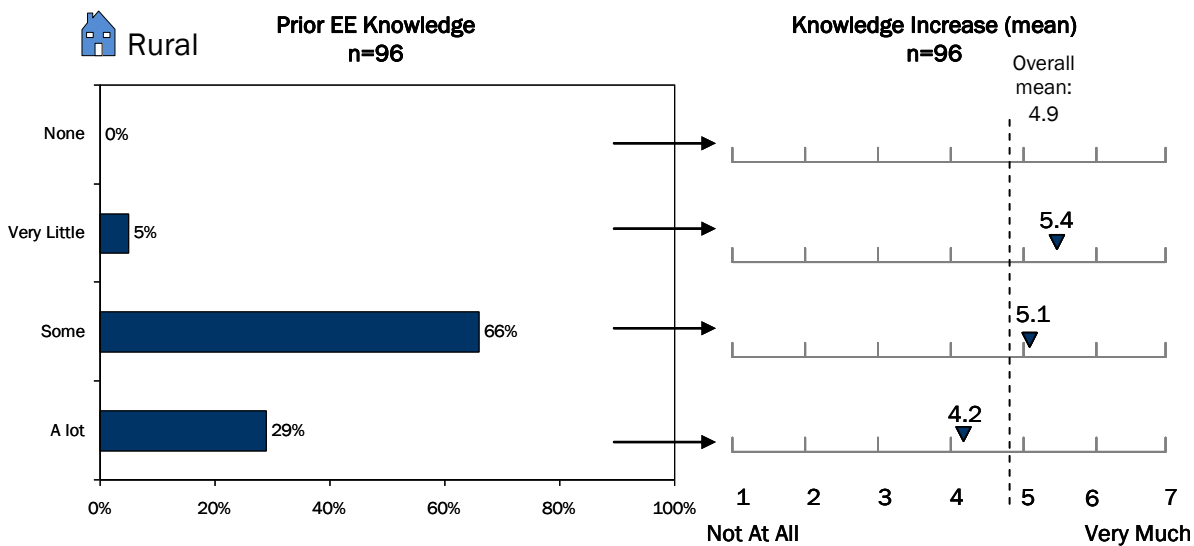 Rural
Prior EE Knowledge
n=96
Knowledge Increase (mean)
n=96
Overall
mean:
4.9
None
0%
Very Little
5%
5.4
Some
66%
5.1
A lot
29%
4.2
0%
20%
40%
60%
80%
100%
1
2
3
4
5
6
7
Not At All
Very Much